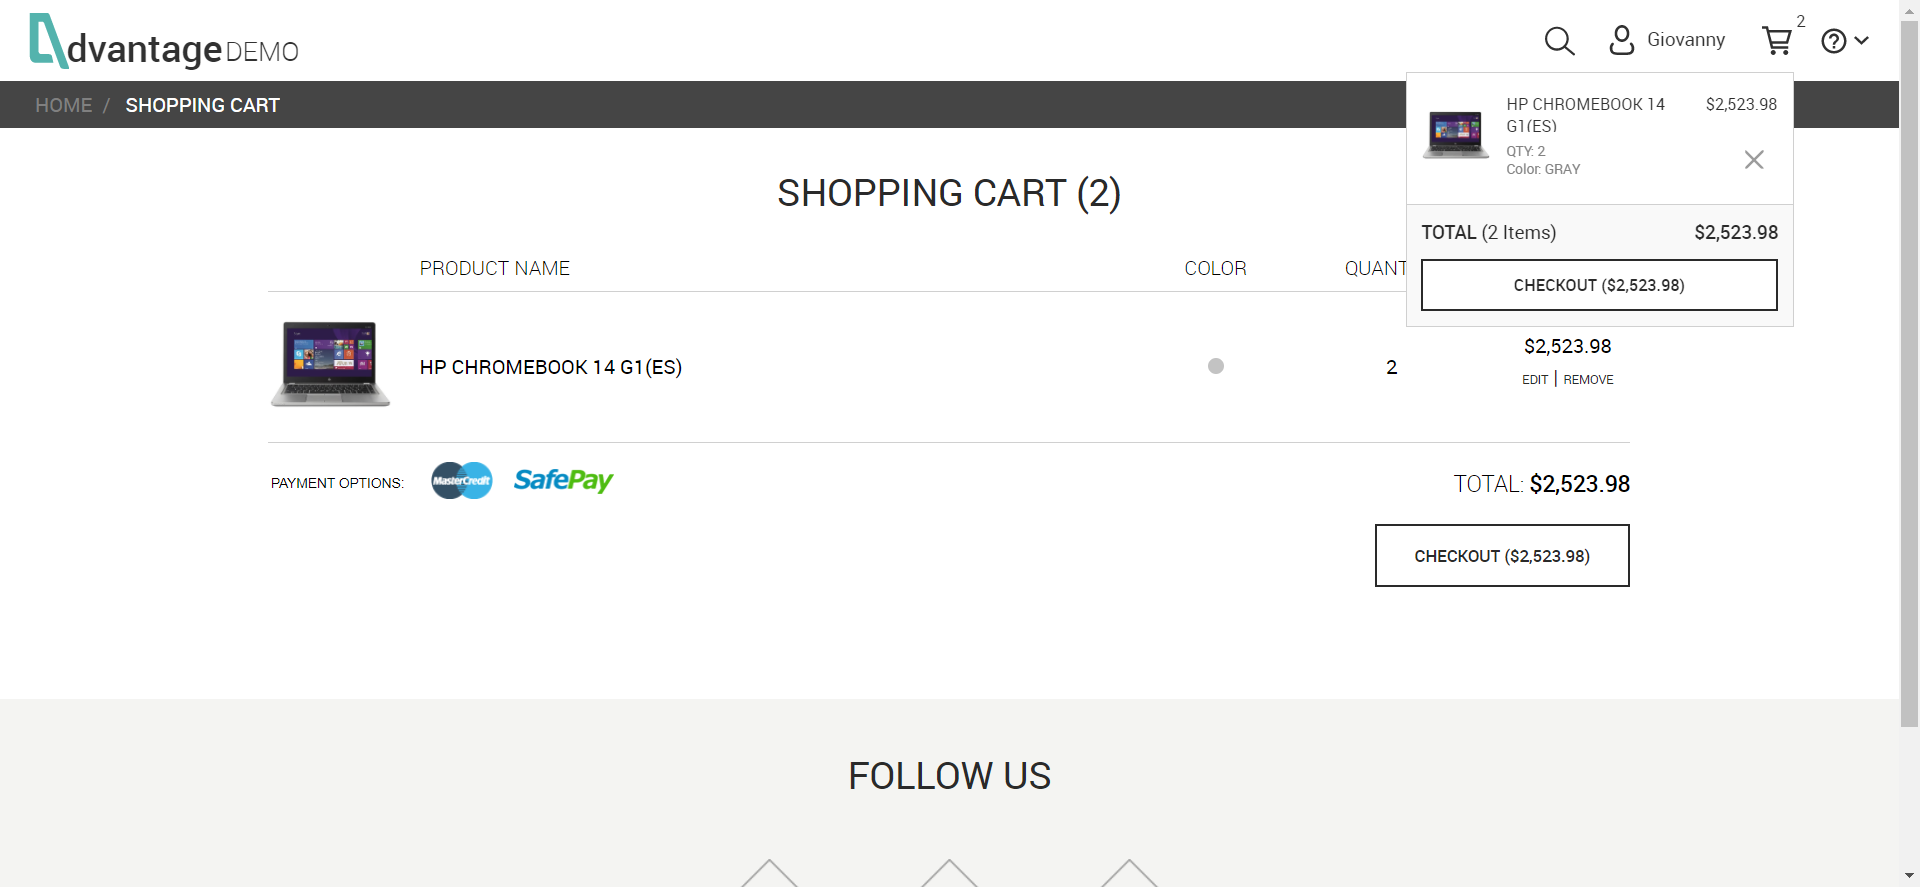 dvantage DEMO
Giovanny
2
HOME / SHOPPING CART
HP CHROMEBOOK 14 G1(ES)
$2,523.98
QTY: 2
Color: GRAY
TOTAL (2 Items) $2,523.98
CHECKOUT ($2,523.98)
SHOPPING CART (2)
PRODUCT NAME COLOR QUANT
HP CHROMEBOOK 14 G1(ES) 2 $2,523.98
EDIT | REMOVE
PAYMENT OPTIONS: MasterCredit SafePay
TOTAL: $2,523.98
CHECKOUT ($2,523.98)
FOLLOW US